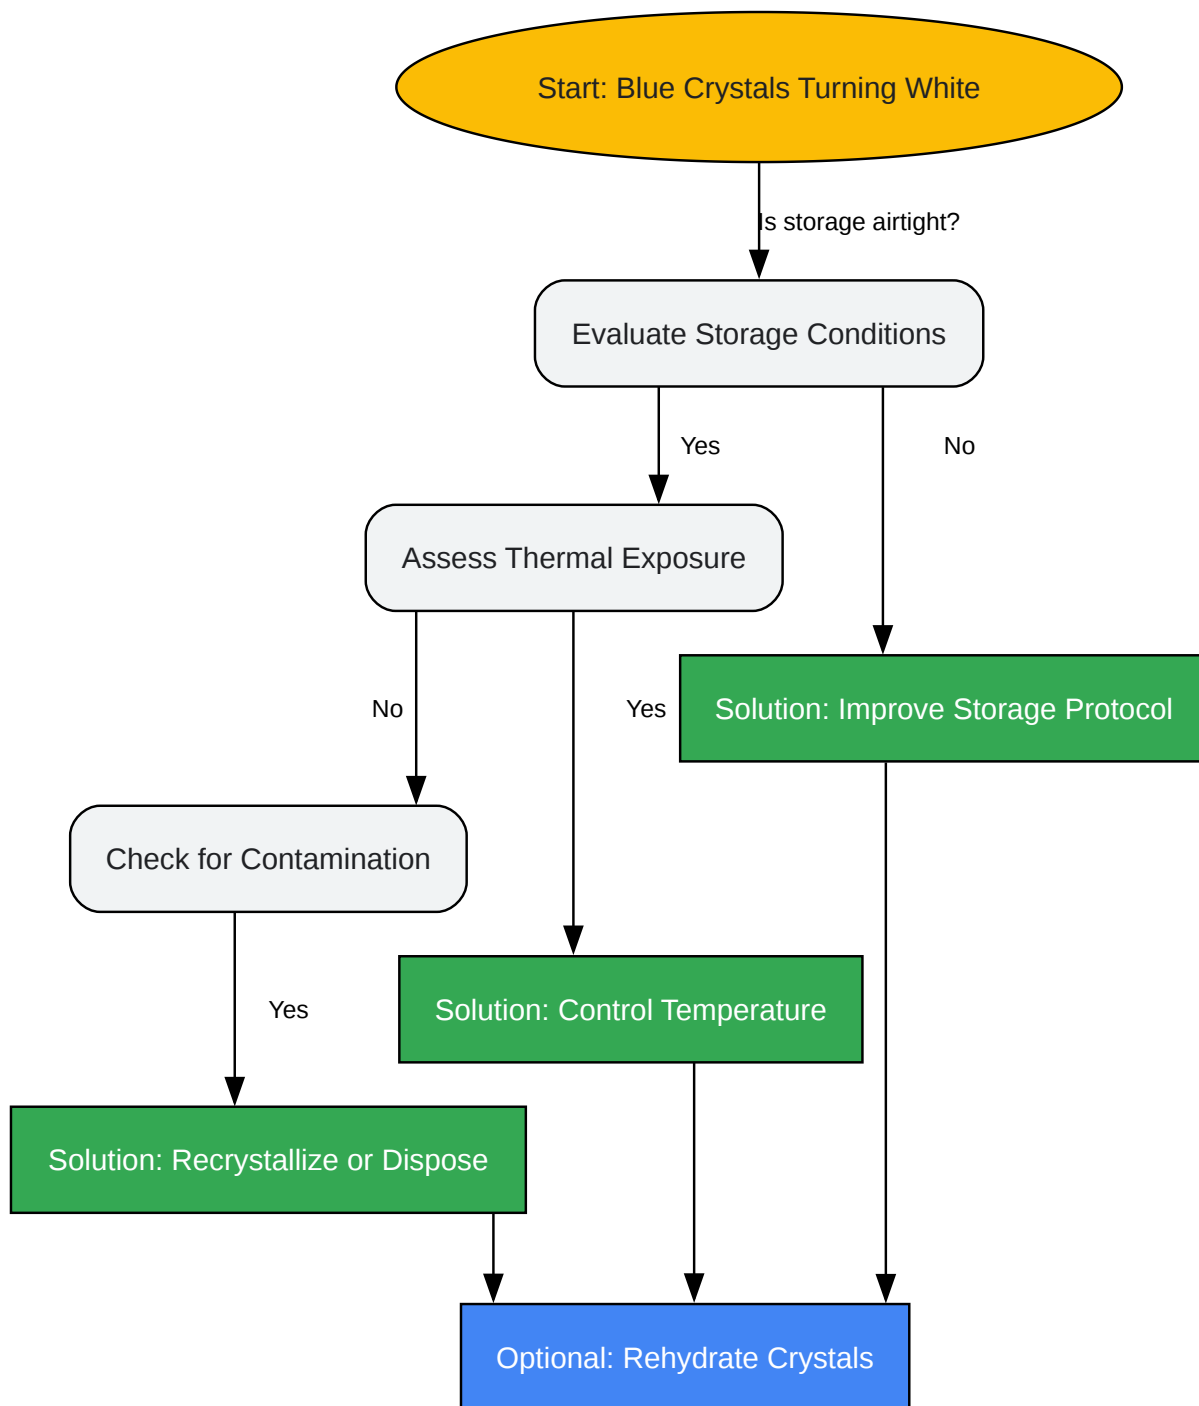 Start: Blue Crystals Turning White
Is storage airtight?
Evaluate Storage Conditions
Yes
No
Assess Thermal Exposure
No
Yes
Solution: Improve Storage Protocol
Check for Contamination
Yes
Solution: Control Temperature
Solution: Recrystallize or Dispose
Optional: Rehydrate Crystals